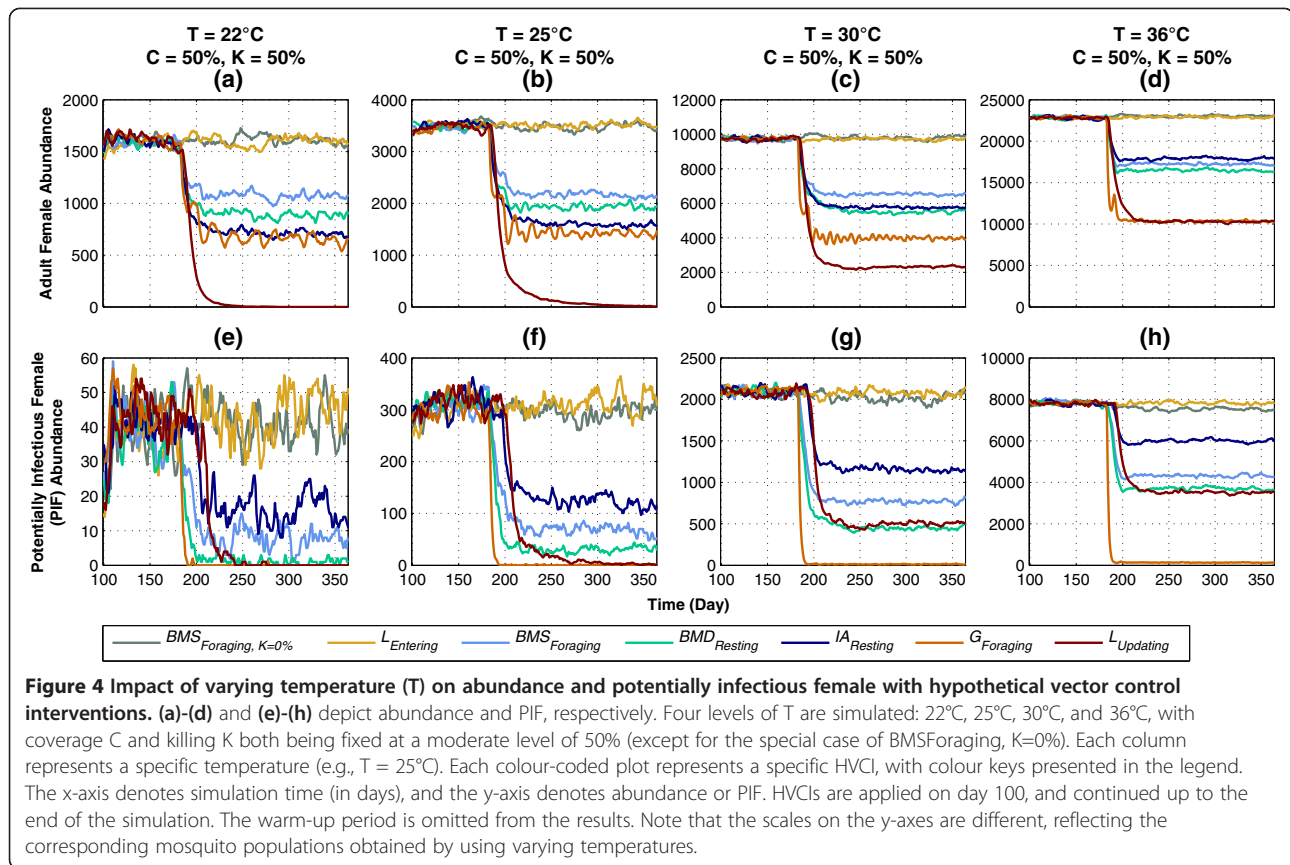 T = 22°C
C = 50%, K = 50%
(a)
T = 25°C
C = 50%, K = 50%
(b)
T = 30°C
C = 50%, K = 50%
(c)
T = 36°C
C = 50%, K = 50%
(d)
Adult Female Abundance
2000
1500
1000
500
0
4000
3000
2000
1000
0
12000
10000
8000
6000
4000
2000
0
25000
20000
15000
10000
5000
0
(e)
(f)
(g)
(h)
Potentially Infectious Female
(PIF) Abundance
60
50
40
30
20
10
0
400
300
200
100
0
2500
2000
1500
1000
500
0
10000
8000
6000
4000
2000
0
100 150 200 250 300 350
100 150 200 250 300 350
100 150 200 250 300 350
100 150 200 250 300 350
Time (Day)
BMS Foraging, K=0% L Entering BMS Foraging BMD Resting IA Resting G Foraging L Updating
Figure 4 Impact of varying temperature (T) on abundance and potentially infectious female with hypothetical vector control
interventions. (a)-(d) and (e)-(h) depict abundance and PIF, respectively. Four levels of T are simulated: 22°C, 25°C, 30°C, and 36°C, with
coverage C and killing K both being fixed at a moderate level of 50% (except for the special case of BMSForaging, K=0%). Each column
represents a specific temperature (e.g., T = 25°C). Each colour-coded plot represents a specific HVCI, with colour keys presented in the legend.
The x-axis denotes simulation time (in days), and the y-axis denotes abundance or PIF. HVCIs are applied on day 100, and continued up to the
end of the simulation. The warm-up period is omitted from the results. Note that the scales on the y-axes are different, reflecting the
corresponding mosquito populations obtained by using varying temperatures.